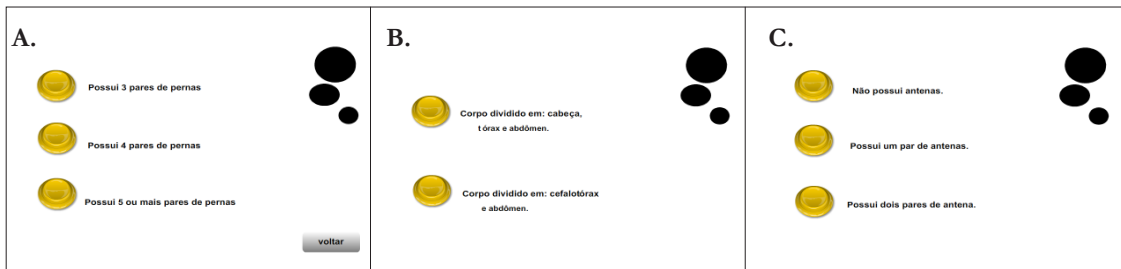 A.
Possui 3 pares de pernas
Possui 4 pares de pernas
Possui 5 ou mais pares de pernas
voltar
B.
Corpo dividido em: cabeça,
tórax e abdômen.
Corpo dividido em: cefalotórax
e abdômen.
C.
Não possui antenas.
Possui um par de antenas.
Possui dois pares de antena.